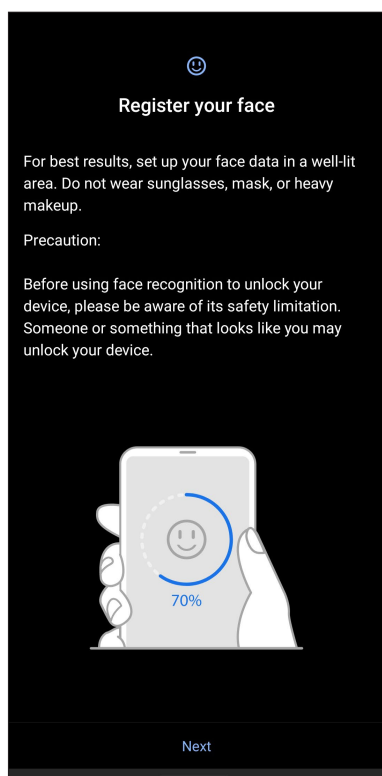 Register your face
For best results, set up your face data in a well-lit
area. Do not wear sunglasses, mask, or heavy
makeup.
Precaution:
Before using face recognition to unlock your
device, please be aware of its safety limitation.
Someone or something that looks like you may
unlock your device.
70%
Next